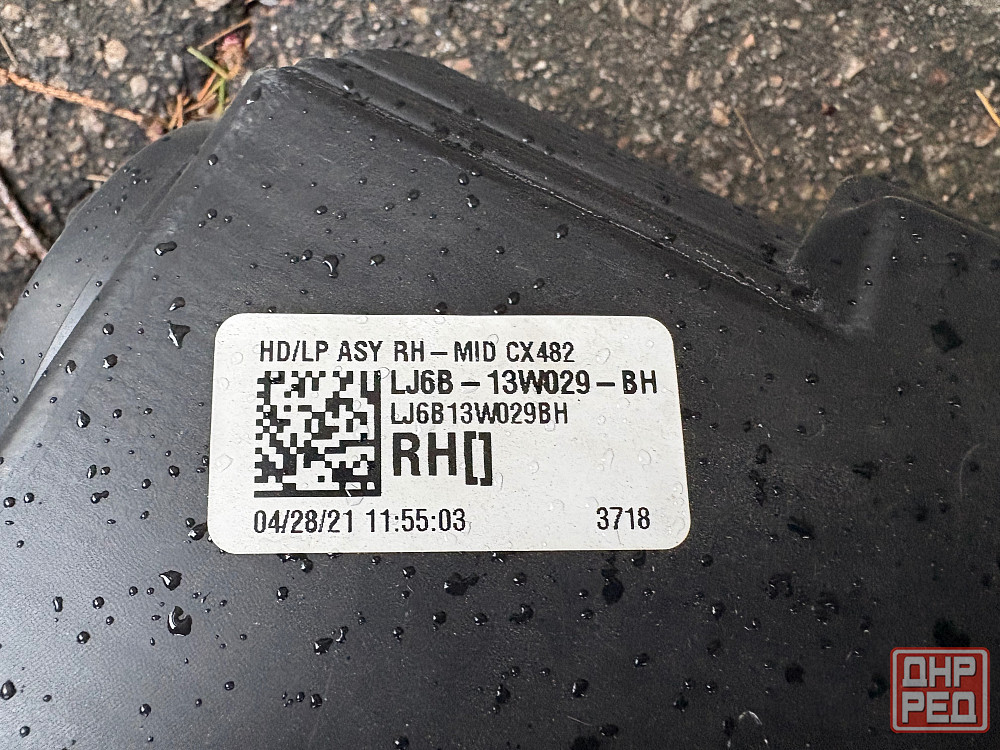 HD/LP ASY RH-MID CX482
LJ6B-13W029-BH
LJ6B13W029BH
RH[]
04/28/21 11:55:03 3718
ДНР
РЕД